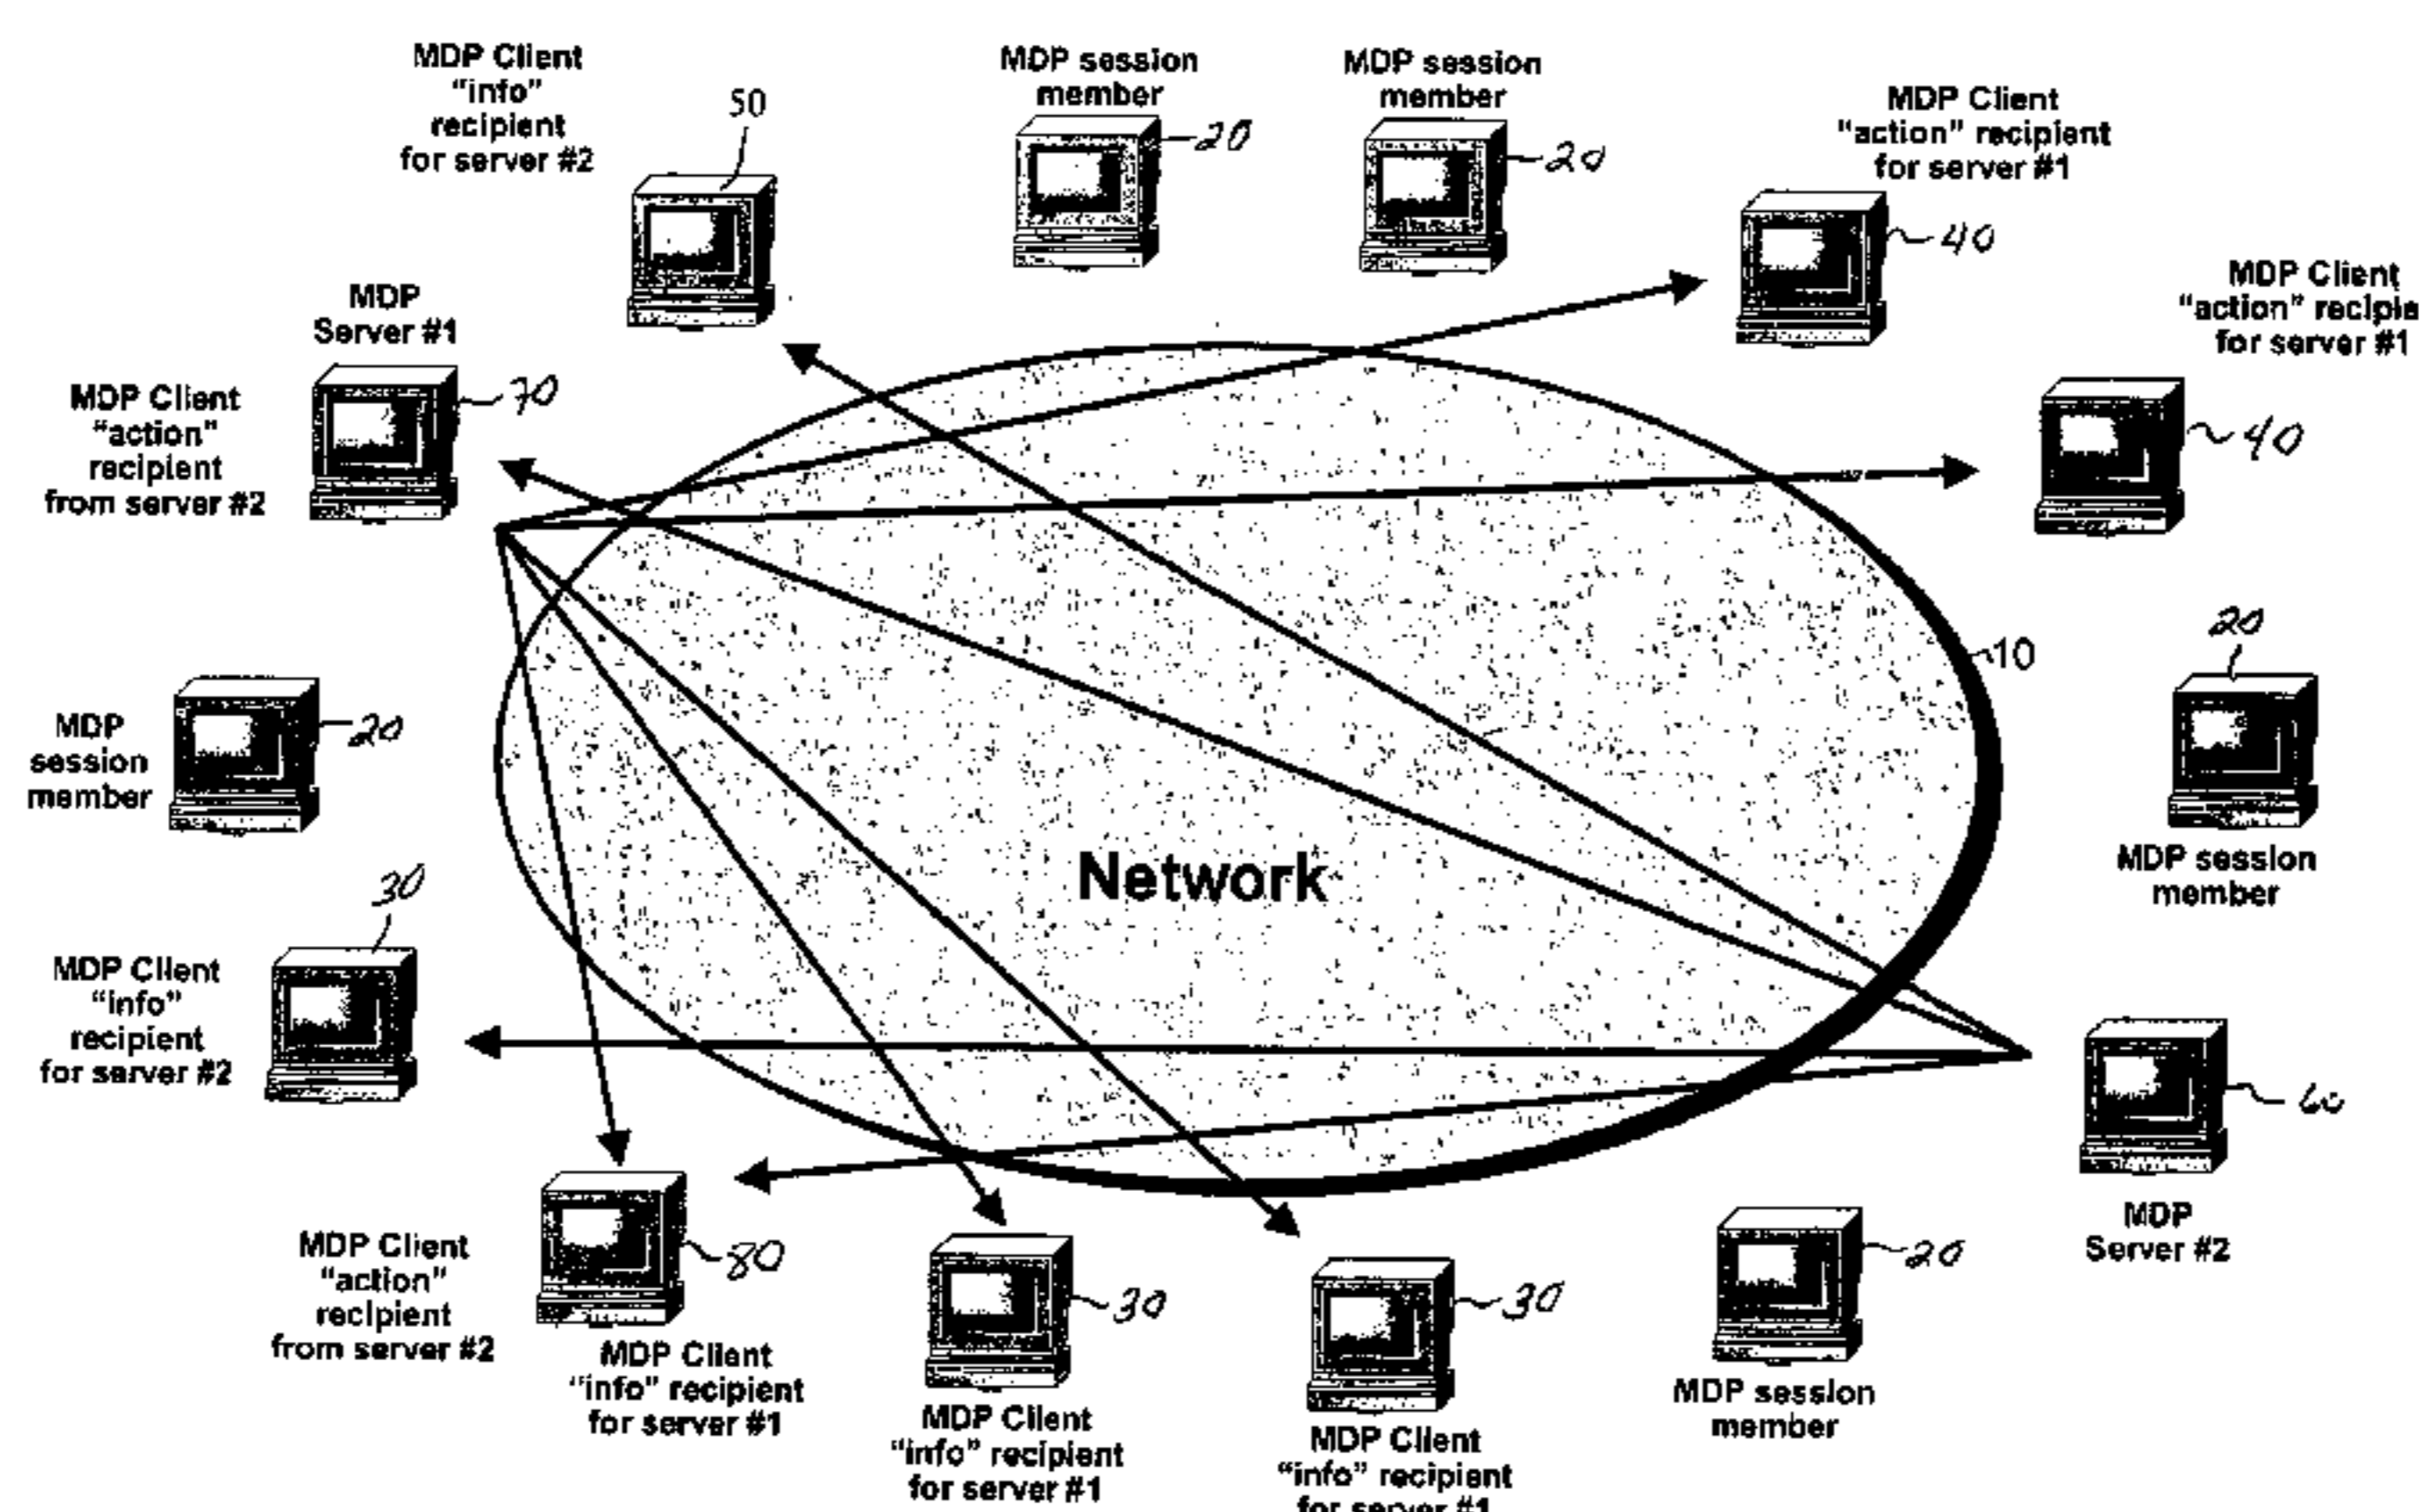 MDP Client
"info"
recipient
for server #2
50
MDP session
member
20
MDP session
member
20
MDP Client
"action" recipient
for server #1
40
MDP Client
"action" recipie
for server #1
40
MDP
Server #1
70
MDP Client
"action"
recipient
from server #2
10
20
MDP session
member
MDP
session
member
20
Network
30
MDP Client
"info"
recipient
for server #2
60
MDP
Server #2
MDP Client
"action"
recipient
from server #2
80
MDP Client
"info" recipient
for server #1
30
MDP Client
"info" recipient
for server #1
30
MDP Client
"info" recipient
for server #1
20
MDP session
member